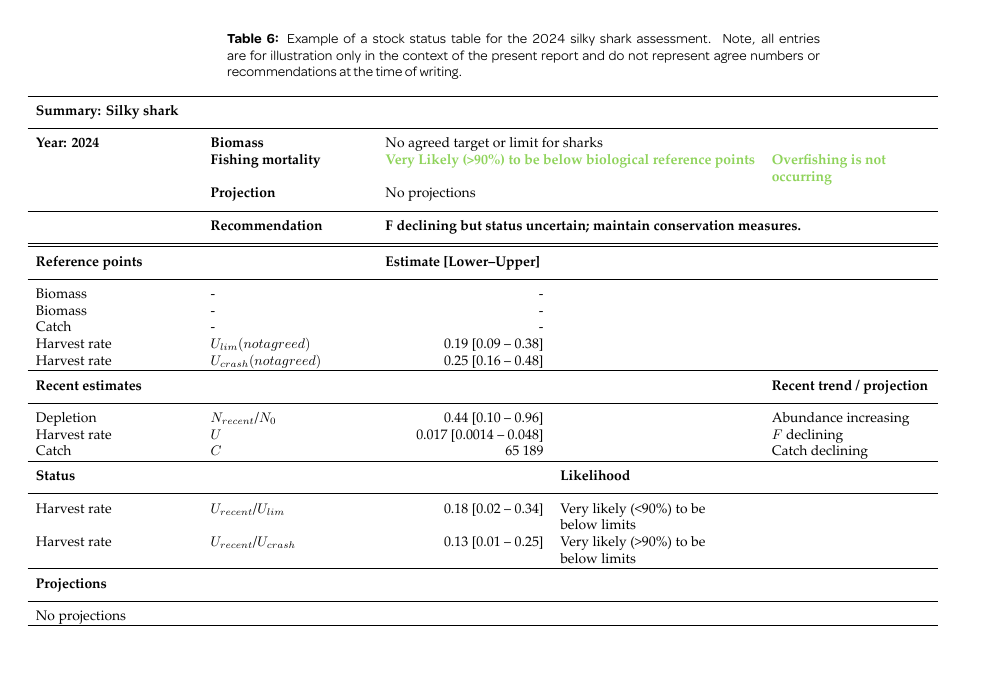 Table 6: Example of a stock status table for the 2024 silky shark assessment. Note, all entries
are for illustration only in the context of the present report and do not represent agree numbers or
recommendations at the time of writing.
Summary: Silky shark
Year: 2024 Biomass No agreed target or limit for sharks
Fishing mortality Very Likely (>90%) to be below biological reference points Overfishing is not
occurring
Projection No projections
Recommendation F declining but status uncertain; maintain conservation measures.
Reference points Estimate [Lower–Upper]
Biomass - -
Biomass - -
Catch - -
Harvest rate U_lim(notagreed) 0.19 [0.09 – 0.38]
Harvest rate U_crash(notagreed) 0.25 [0.16 – 0.48]
Recent estimates Recent trend / projection
Depletion N_recent/N_0 0.44 [0.10 – 0.96] Abundance increasing
Harvest rate U 0.017 [0.0014 – 0.048] F declining
Catch C 65 189 Catch declining
Status Likelihood
Harvest rate U_recent/U_lim 0.18 [0.02 – 0.34] Very likely (<90%) to be
below limits
Harvest rate U_recent/U_crash 0.13 [0.01 – 0.25] Very likely (>90%) to be
below limits
Projections
No projections